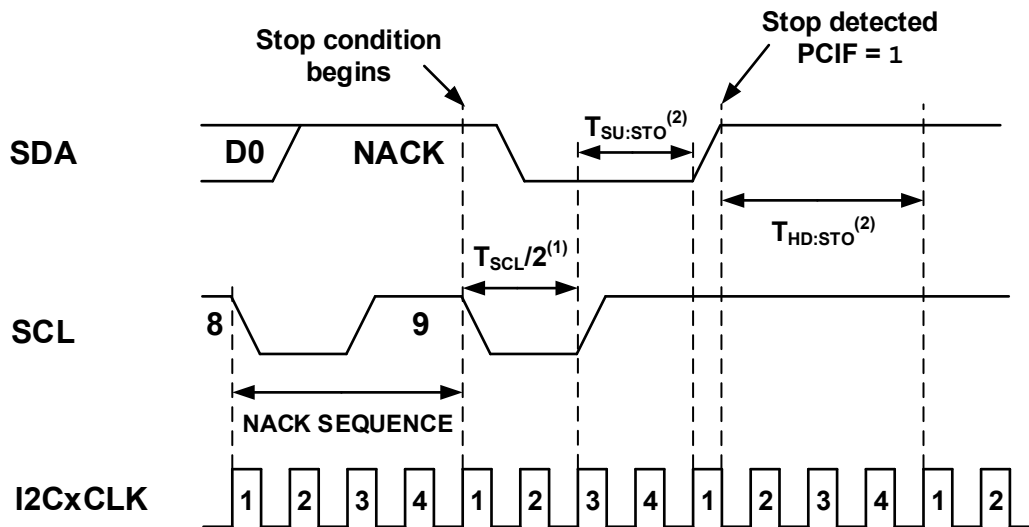 Stop condition
begins
Stop detected
PCIF = 1
SDA
D0
NACK
TSU:STO(2)
THD:STO(2)
TSCL/2(1)
SCL
8
9
NACK SEQUENCE
I2CxCLK
1 2 3 4 1 2 3 4 1 2 3 4 1 2